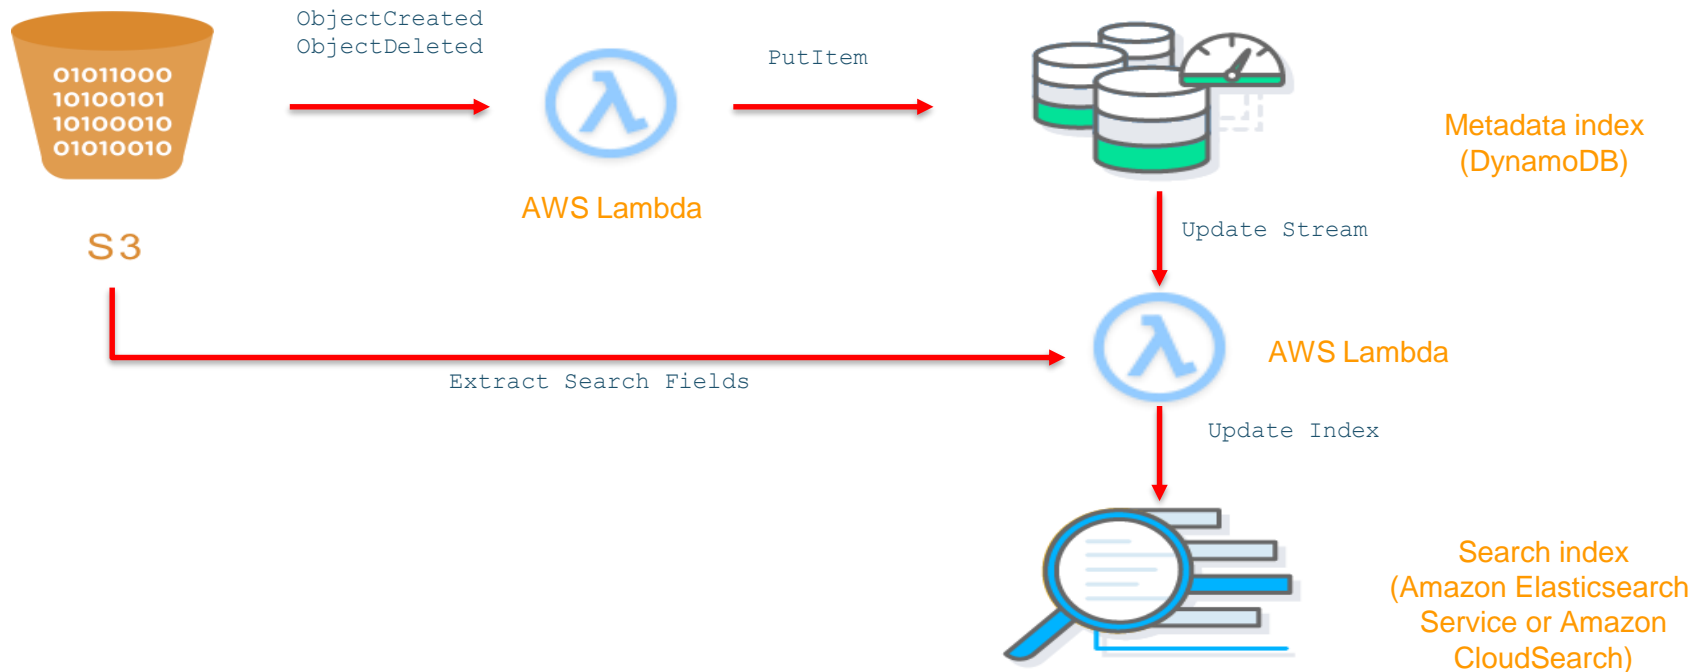 ObjectCreated
ObjectDeleted
PutItem
01011000
10100101
10100010
01010010
Metadata index
(DynamoDB)
AWS Lambda
S3
Update Stream
AWS Lambda
Extract Search Fields
Update Index
Search index
(Amazon Elasticsearch
Service or Amazon
CloudSearch)